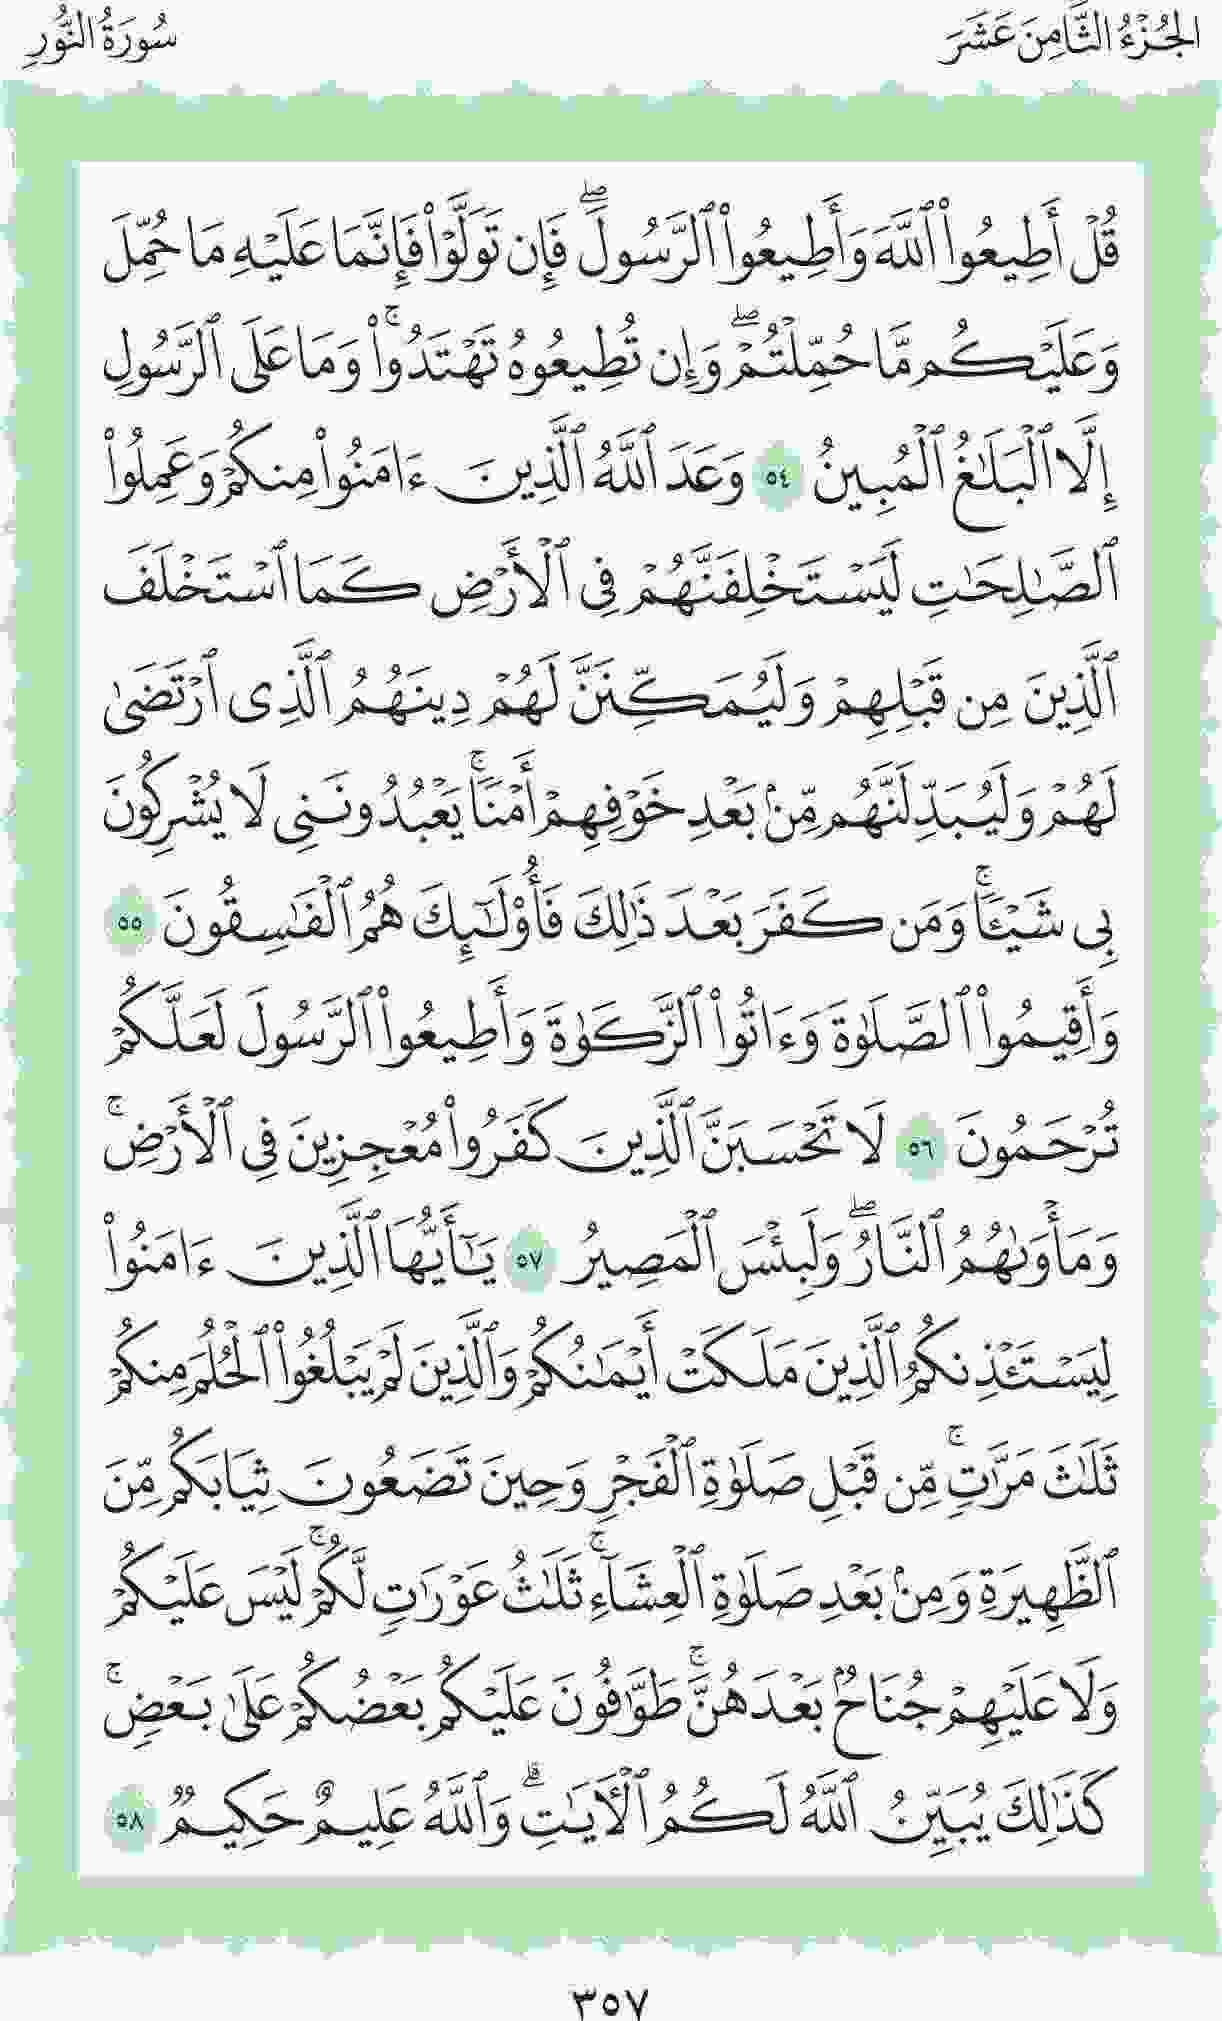 الجُزْءُ الثَّامِنَ عَشَرَ
سُورَةُ النُّورِ
قُلۡ أَطِيعُواْ ٱللَّهَ وَأَطِيعُواْ ٱلرَّسُولَۖ فَإِن تَوَلَّوۡاْ فَإِنَّمَا عَلَيۡهِ مَا حُمِّلَ
وَعَلَيۡكُم مَّا حُمِّلۡتُمۡۖ وَإِن تُطِيعُوهُ تَهۡتَدُواْۚ وَمَا عَلَى ٱلرَّسُولِ
إِلَّا ٱلۡبَلَٰغُ ٱلۡمُبِينُ ٥٤ وَعَدَ ٱللَّهُ ٱلَّذِينَ ءَامَنُواْ مِنكُمۡ وَعَمِلُواْ
ٱلصَّٰلِحَٰتِ لَيَسۡتَخۡلِفَنَّهُمۡ فِي ٱلۡأَرۡضِ كَمَا ٱسۡتَخۡلَفَ
ٱلَّذِينَ مِن قَبۡلِهِمۡ وَلَيُمَكِّنَنَّ لَهُمۡ دِينَهُمُ ٱلَّذِي ٱرۡتَضَىٰ
لَهُمۡ وَلَيُبَدِّلَنَّهُم مِّنۢ بَعۡدِ خَوۡفِهِمۡ أَمۡنٗاۚ يَعۡبُدُونَنِي لَا يُشۡرِكُونَ
بِي شَيۡـٔٗاۚ وَمَن كَفَرَ بَعۡدَ ذَٰلِكَ فَأُوْلَٰٓئِكَ هُمُ ٱلۡفَٰسِقُونَ ٥٥
وَأَقِيمُواْ ٱلصَّلَوٰةَ وَءَاتُواْ ٱلزَّكَوٰةَ وَأَطِيعُواْ ٱلرَّسُولَ لَعَلَّكُمۡ
تُرۡحَمُونَ ٥٦ لَا تَحۡسَبَنَّ ٱلَّذِينَ كَفَرُواْ مُعۡجِزِينَ فِي ٱلۡأَرۡضِۚ
وَمَأۡوَىٰهُمُ ٱلنَّارُۖ وَلَبِئۡسَ ٱلۡمَصِيرُ ٥٧ يَٰٓأَيُّهَا ٱلَّذِينَ ءَامَنُواْ
لِيَسۡتَـٔۡذِنكُمُ ٱلَّذِينَ مَلَكَتۡ أَيۡمَٰنُكُمۡ وَٱلَّذِينَ لَمۡ يَبۡلُغُواْ ٱلۡحُلُمَ مِنكُمۡ
ثَلَٰثَ مَرَّٰتٖۚ مِّن قَبۡلِ صَلَوٰةِ ٱلۡفَجۡرِ وَحِينَ تَضَعُونَ ثِيَابَكُم مِّنَ
ٱلظَّهِيرَةِ وَمِنۢ بَعۡدِ صَلَوٰةِ ٱلۡعِشَآءِۚ ثَلَٰثُ عَوۡرَٰتٖ لَّكُمۡۚ لَيۡسَ عَلَيۡكُمۡ
وَلَا عَلَيۡهِمۡ جُنَاحُۢ بَعۡدَهُنَّۚ طَوَّٰفُونَ عَلَيۡكُم بَعۡضُكُمۡ عَلَىٰ بَعۡضٖۚ
كَذَٰلِكَ يُبَيِّنُ ٱللَّهُ لَكُمُ ٱلۡأٓيَٰتِۗ وَٱللَّهُ عَلِيمٌ حَكِيمٞ ٥٨
٣٥٧